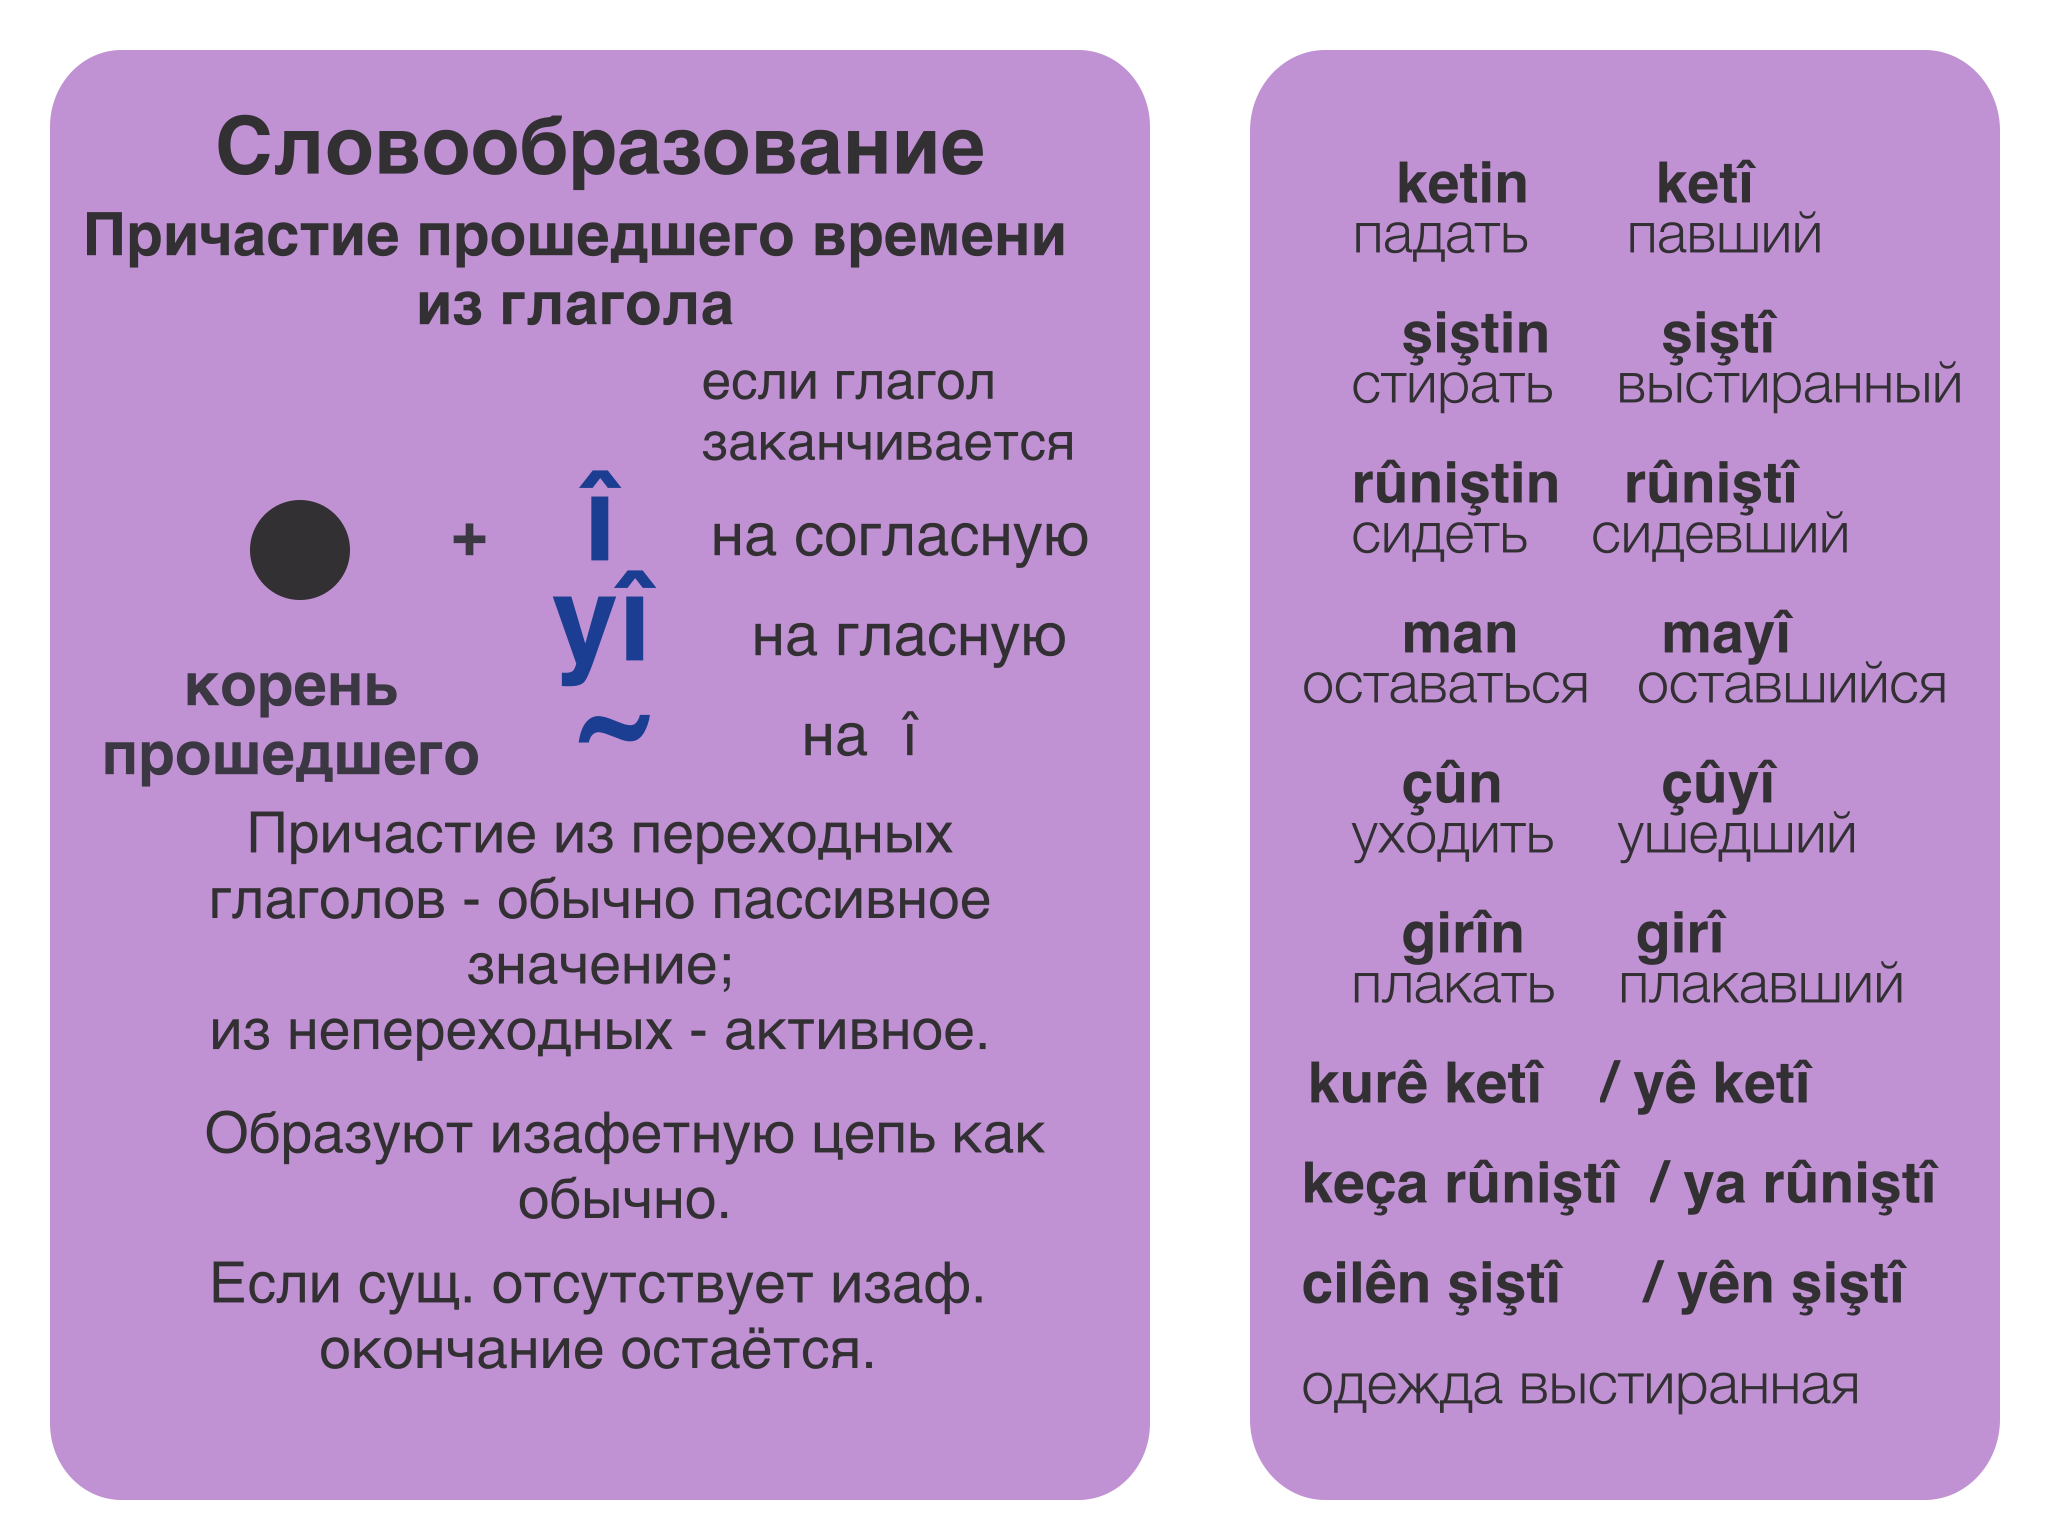 Словообразование
Причастие прошедшего времени
из глагола
если глагол
заканчивается
+ î на согласную
yî на гласную
~ на î
корень
прошедшего
Причастие из переходных
глаголов - обычно пассивное
значение;
из непереходных - активное.
Образуют изафетную цепь как
обычно.
Если сущ. отсутствует изаф.
окончание остаётся.
ketin ketî
падать павший
şiştin şiştî
стирать выстиранный
rûniştin rûniştî
сидеть сидевший
man mayî
оставаться оставшийся
çûn çûyî
уходить ушедший
girîn girî
плакать плакавший
kurê ketî / yê ketî
keça rûniştî / ya rûniştî
cilên şiştî / yên şiştî
одежда выстиранная